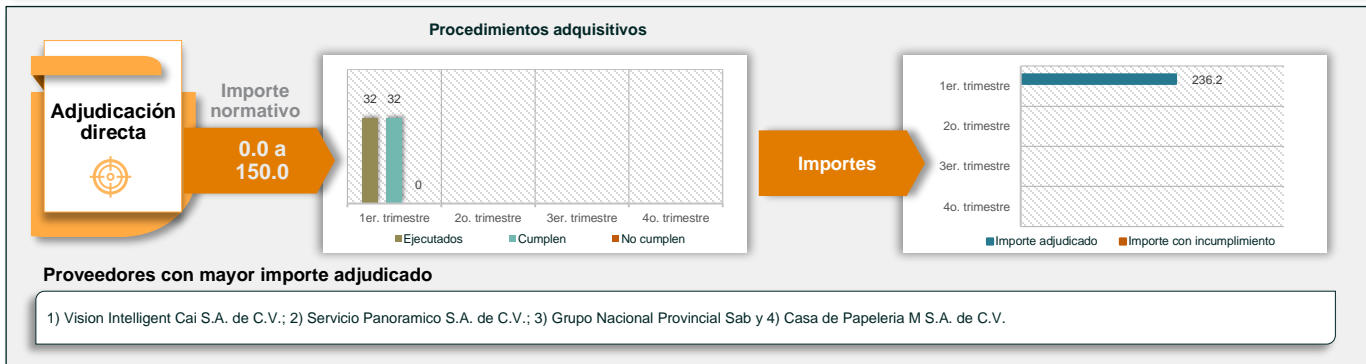 Procedimientos adquisitivos
Adjudicación
directa
Importe
normativo
0.0 a
150.0
32
32
0
1er. trimestre
2o. trimestre
3er. trimestre
4o. trimestre
Ejecutados
Cumplen
No cumplen
Importes
1er. trimestre
236.2
2o. trimestre
3er. trimestre
4o. trimestre
Importe adjudicado
Importe con incumplimiento
Proveedores con mayor importe adjudicado
1) Vision Intelligent Cai S.A. de C.V.; 2) Servicio Panoramico S.A. de C.V.; 3) Grupo Nacional Provincial Sab y 4) Casa de Papeleria M S.A. de C.V.